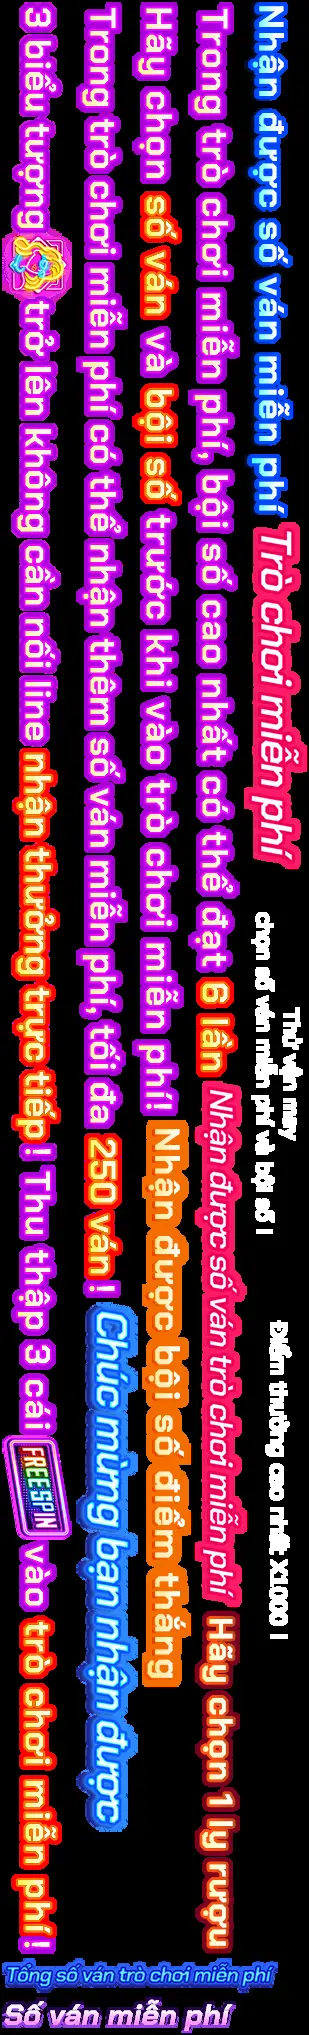 Nhận được số ván miễn phí
Trò chơi miễn phí
Thử vận may
chọn số ván miễn phí và bội số !
Điểm thưởng cao nhất X1000 !
Trong trò chơi miễn phí, bội số cao nhất có thể đạt 6 lần
Nhận được số ván trò chơi miễn phí
Hãy chọn 1 ly rượu
Hãy chọn số ván và bội số trước khi vào trò chơi miễn phí!
Nhận được bội số điểm thắng
Trong trò chơi miễn phí có thể nhận thêm số ván miễn phí, tối đa 250 ván !
Chúc mừng bạn nhận được
3 biểu tượng trở lên không cần nối line nhận thưởng trực tiếp ! Thu thập 3 cái FREE SPIN vào trò chơi miễn phí !
Tổng số ván trò chơi miễn phí
Số ván miễn phí